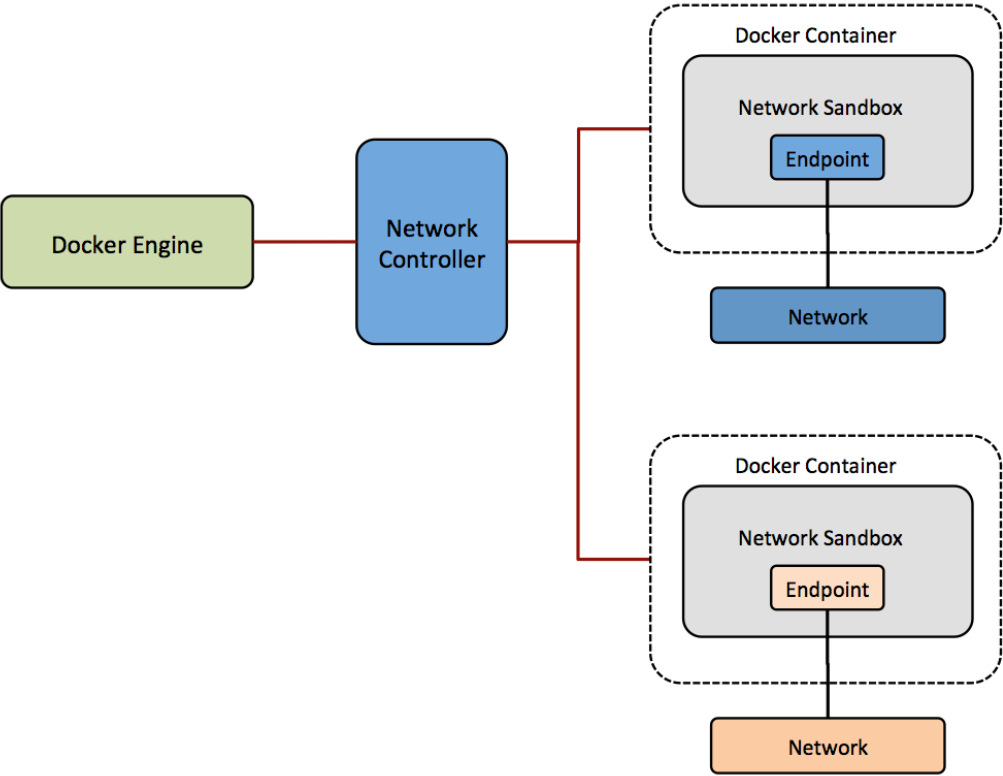 Docker Engine
Network
Controller
Docker Container
Network Sandbox
Endpoint
Network
Docker Container
Network Sandbox
Endpoint
Network